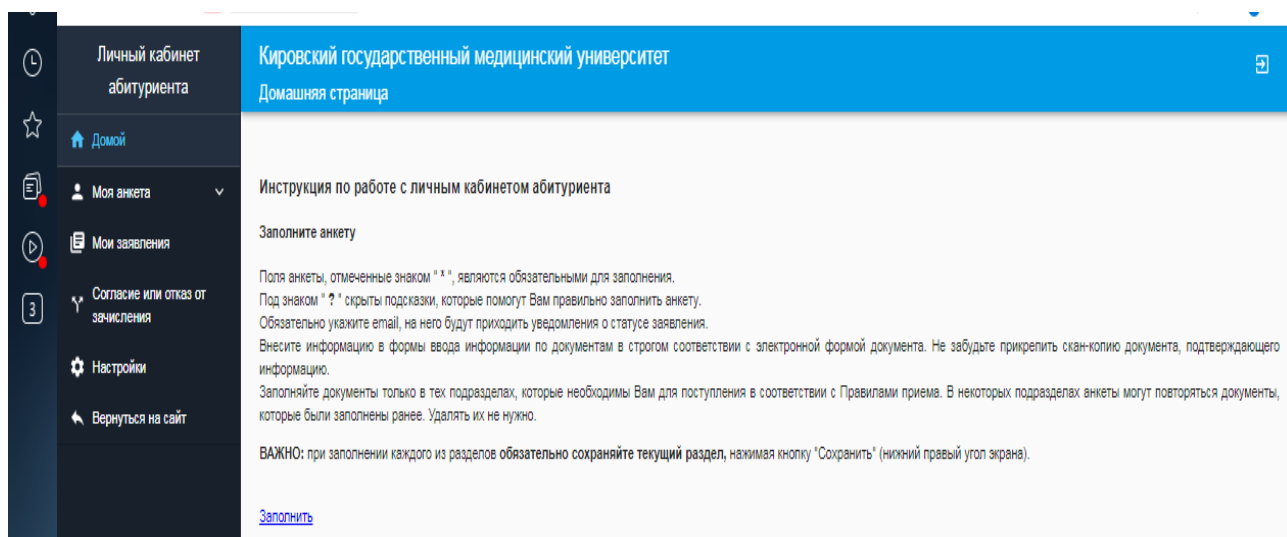 Личный кабинет
абитуриента
Кировский государственный медицинский университет
Домашняя страница
Домой
Моя анкета
Мои заявления
Согласие или отказ от
зачисления
Настройки
Вернуться на сайт
3
Инструкция по работе с личным кабинетом абитуриента
Заполните анкету
Поля анкеты, отмеченные знаком " * ", являются обязательными для заполнения.
Под знаком " ? " скрыты подсказки, которые помогут Вам правильно заполнить анкету.
Обязательно укажите email, на него будут приходить уведомления о статусе заявления.
Внесите информацию в формы ввода информации по документам в строгом соответствии с электронной формой документа. Не забудьте прикрепить скан-копию документа, подтверждающего
информацию.
Заполняйте документы только в тех подразделах, которые необходимы Вам для поступления в соответствии с Правилами приема. В некоторых подразделах анкеты могут повторяться документы,
которые были заполнены ранее. Удалять их не нужно.
ВАЖНО: при заполнении каждого из разделов обязательно сохраняйте текущий раздел, нажимая кнопку "Сохранить" (нижний правый угол экрана).
Заполнить